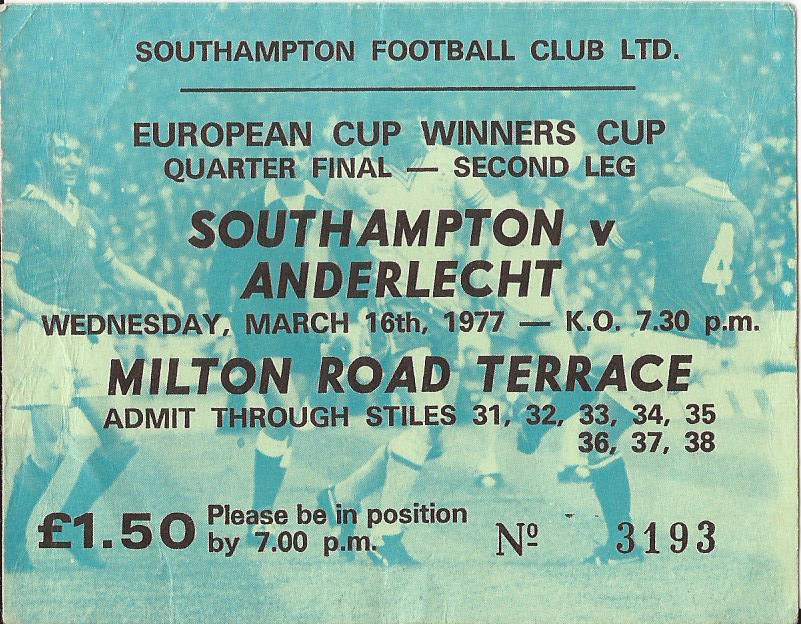 SOUTHAMPTON FOOTBALL CLUB LTD.
EUROPEAN CUP WINNERS CUP
QUARTER FINAL — SECOND LEG
SOUTHAMPTON v
ANDERLECHT
WEDNESDAY, MARCH 16th, 1977 — K.O. 7.30 p.m.
MILTON ROAD TERRACE
ADMIT THROUGH STILES 31, 32, 33, 34, 35
36, 37, 38
£1.50 Please be in position
by 7.00 p.m.
Nº 3193
4